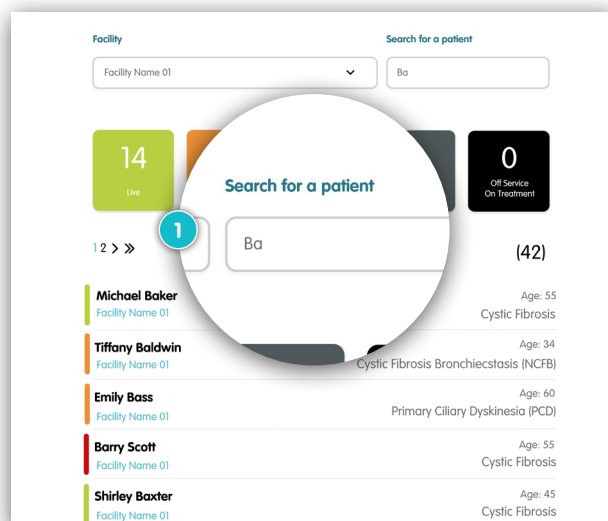 Facility
Search for a patient
Facility Name 01
Ba
14
Live
0
Off Service
On Treatment
Search for a patient
1
Ba
1 2
(42)
Michael Baker
Age: 55
Facility Name 01
Cystic Fibrosis
Tiffany Baldwin
Age: 34
Facility Name 01
Cystic Fibrosis Bronchiecstasis (NCFB)
Emily Bass
Age: 60
Facility Name 01
Primary Ciliary Dyskinesia (PCD)
Barry Scott
Age: 55
Facility Name 01
Cystic Fibrosis
Shirley Baxter
Age: 45
Facility Name 01
Cystic Fibrosis